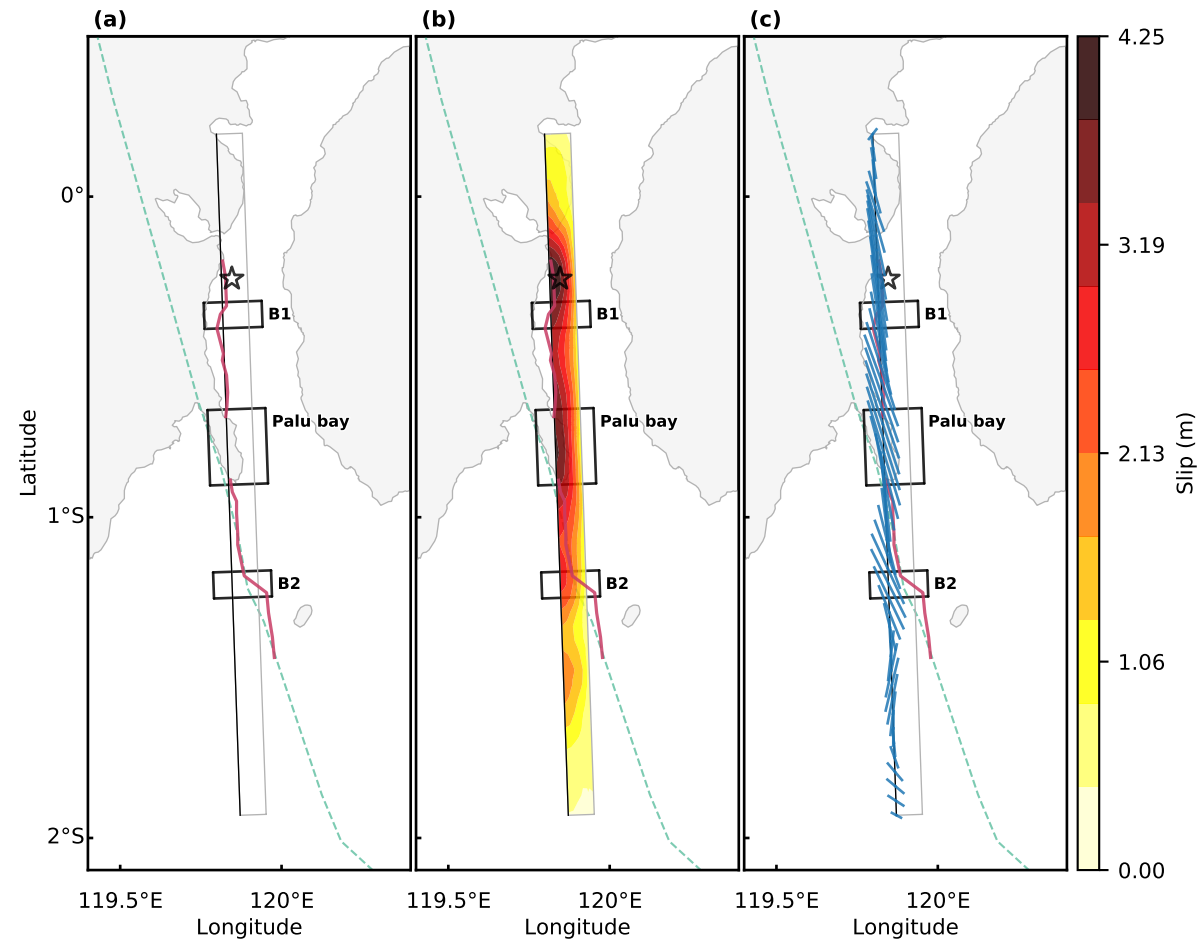 (a) (b) (c)
4.25
3.19
2.13
1.06
0.00
Slip (m)
Latitude
0°
1°S
2°S
B1
Palu bay
B2
B1
Palu bay
B2
B1
Palu bay
B2
119.5°E 120°E 119.5°E 120°E 119.5°E 120°E
Longitude Longitude Longitude